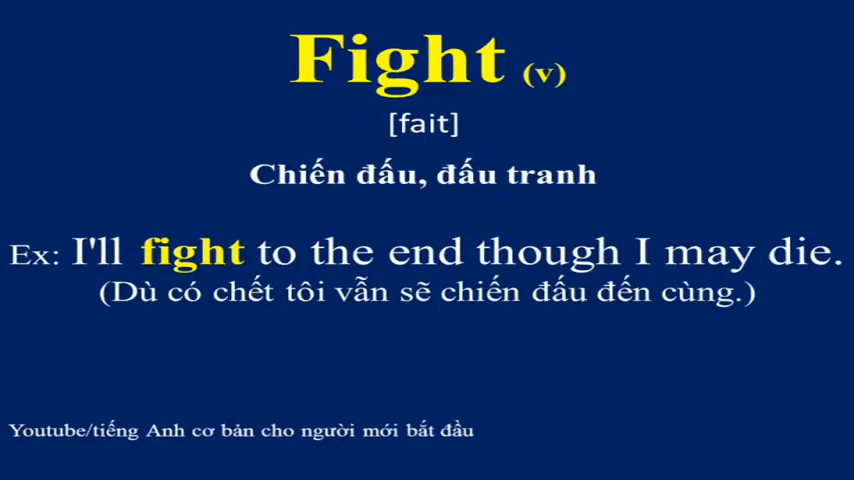 Fight (v)
[fait]
Chiến đấu, đấu tranh
Ex: I'll fight to the end though I may die.
(Dù có chết tôi vẫn sẽ chiến đấu đến cùng.)
Youtube/tiếng Anh cơ bản cho người mới bắt đầu